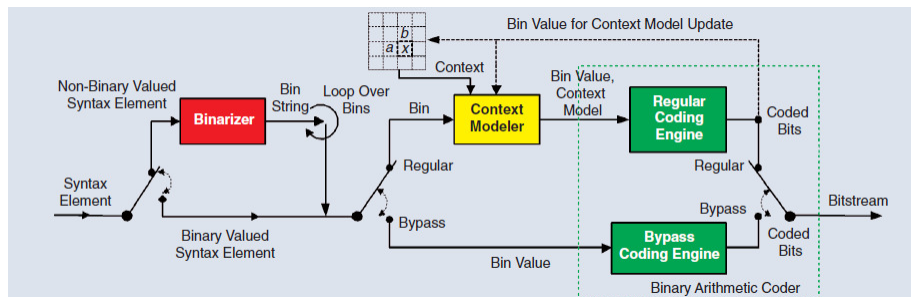 Bin Value for Context Model Update
b
a x
Context
Non-Binary Valued
Syntax Element
Bin
String
Loop Over
Bins
Binarizer
Bin
Context
Modeler
Bin Value,
Context
Model
Regular
Coding
Engine
Coded
Bits
Regular
Regular
Syntax
Element
Bypass
Bypass
Bitstream
Binary Valued
Syntax Element
Bin Value
Bypass
Coding Engine
Coded
Bits
Binary Arithmetic Coder